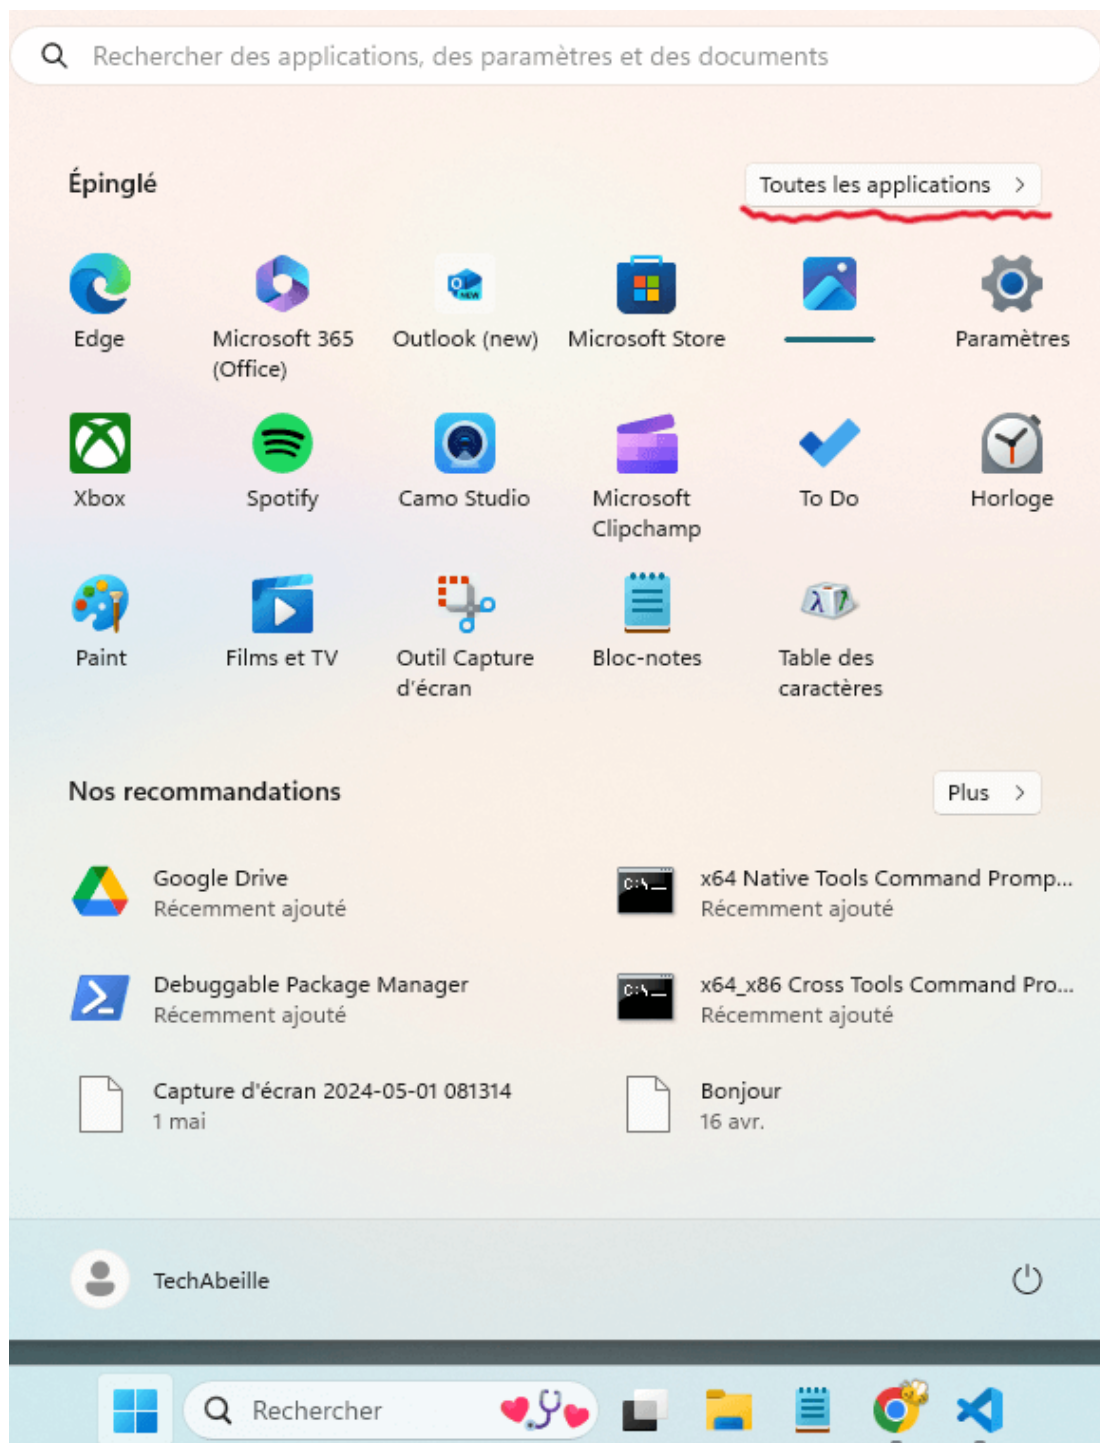 Rechercher des applications, des paramètres et des documents
Épinglé
Toutes les applications
Edge
Microsoft 365
(Office)
Outlook (new)
Microsoft Store
Paramètres
Xbox
Spotify
Camo Studio
Microsoft
Clipchamp
To Do
Horloge
Paint
Films et TV
Outil Capture
d'écran
Bloc-notes
Table des
caractères
Nos recommandations
Plus
Google Drive
Récemment ajouté
x64 Native Tools Command Promp...
Récemment ajouté
Debuggable Package Manager
Récemment ajouté
x64_x86 Cross Tools Command Pro...
Récemment ajouté
Capture d'écran 2024-05-01 081314
1 mai
Bonjour
16 avr.
TechAbeille
Rechercher